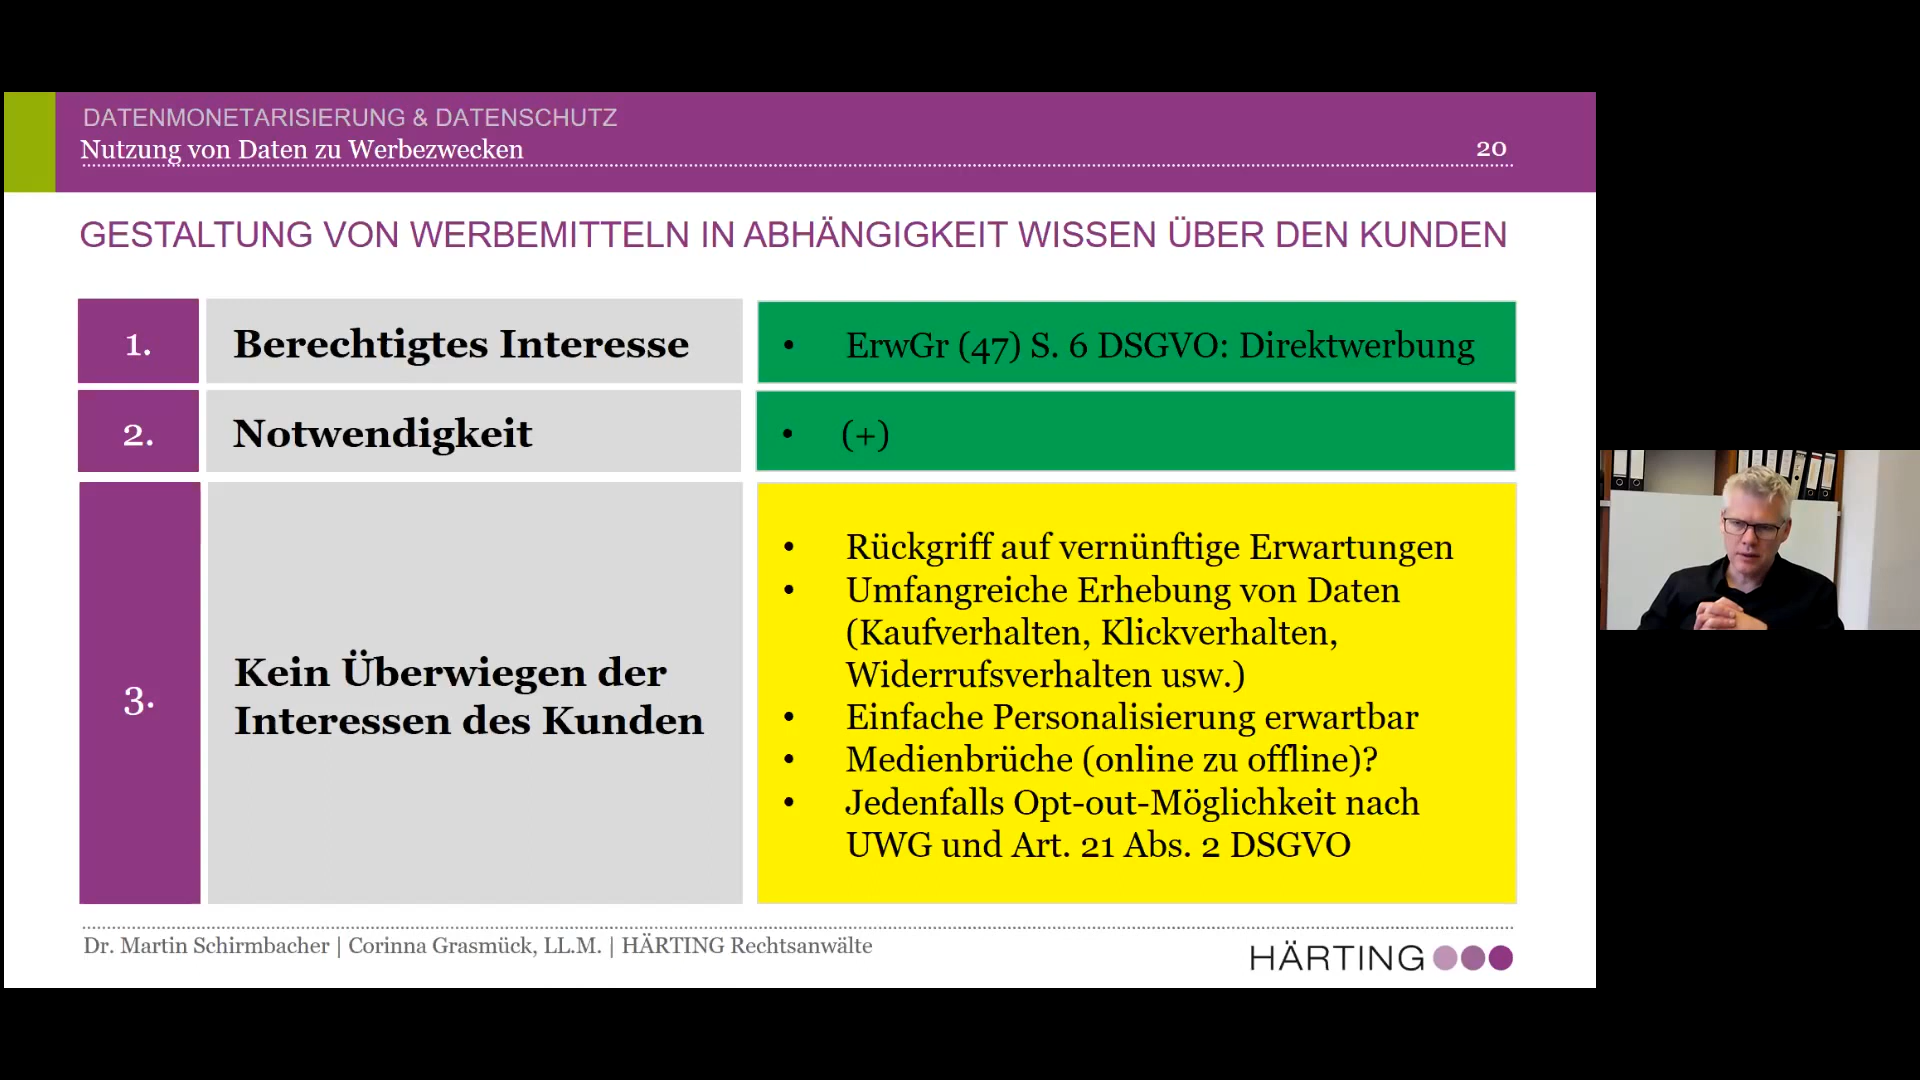 DATENMONETARISIERUNG & DATENSCHUTZ
Nutzung von Daten zu Werbezwecken
20
GESTALTUNG VON WERBEMITTELN IN ABHÄNGIGKEIT WISSEN ÜBER DEN KUNDEN
1.
Berechtigtes Interesse
• ErwGr (47) S. 6 DSGVO: Direktwerbung
2.
Notwendigkeit
• (+)
3.
Kein Überwiegen der
Interessen des Kunden
• Rückgriff auf vernünftige Erwartungen
• Umfangreiche Erhebung von Daten
(Kaufverhalten, Klickverhalten,
Widerrufsverhalten usw.)
• Einfache Personalisierung erwartbar
• Medienbrüche (online zu offline)?
• Jedenfalls Opt-out-Möglichkeit nach
UWG und Art. 21 Abs. 2 DSGVO
Dr. Martin Schirmbacher | Corinna Grasmück, LL.M. | HÄRTING Rechtsanwälte
HÄRTING